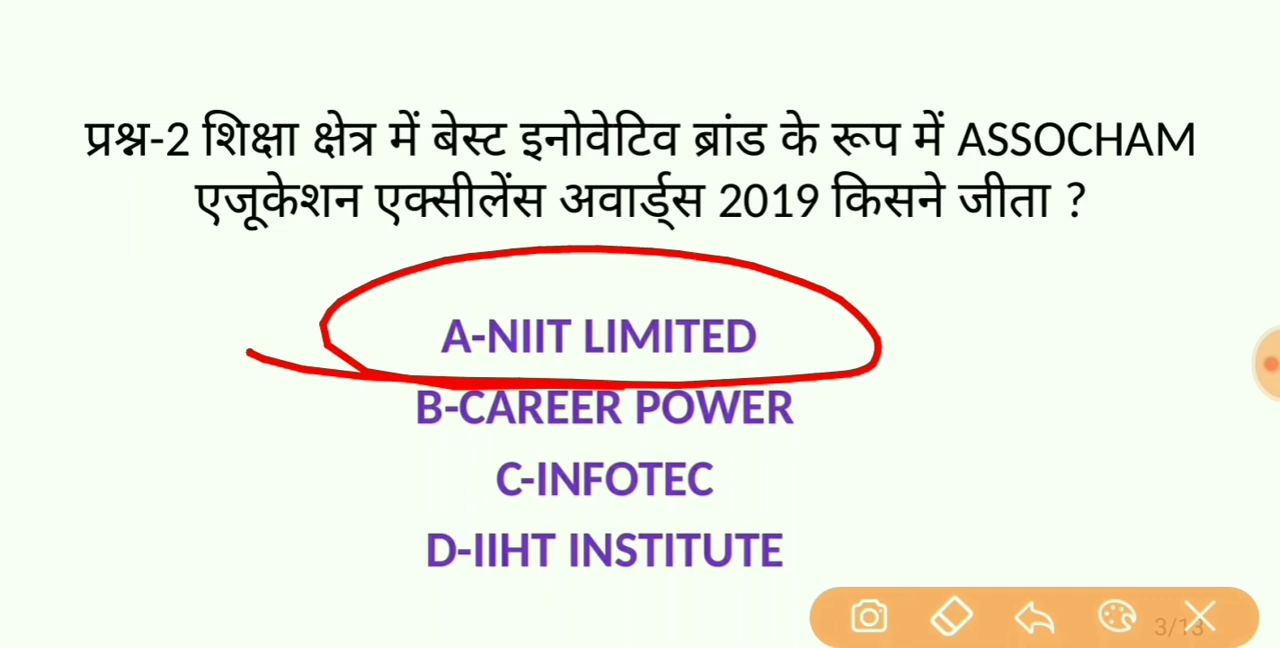 प्रश्न-2 शिक्षा क्षेत्र में बेस्ट इनोवेटिव ब्रांड के रूप में ASSOCHAM
एजूकेशन एक्सीलेंस अवार्ड्स 2019 किसने जीता ?
A-NIIT LIMITED
B-CAREER POWER
C-INFOTEC
D-IIHT INSTITUTE
3/13